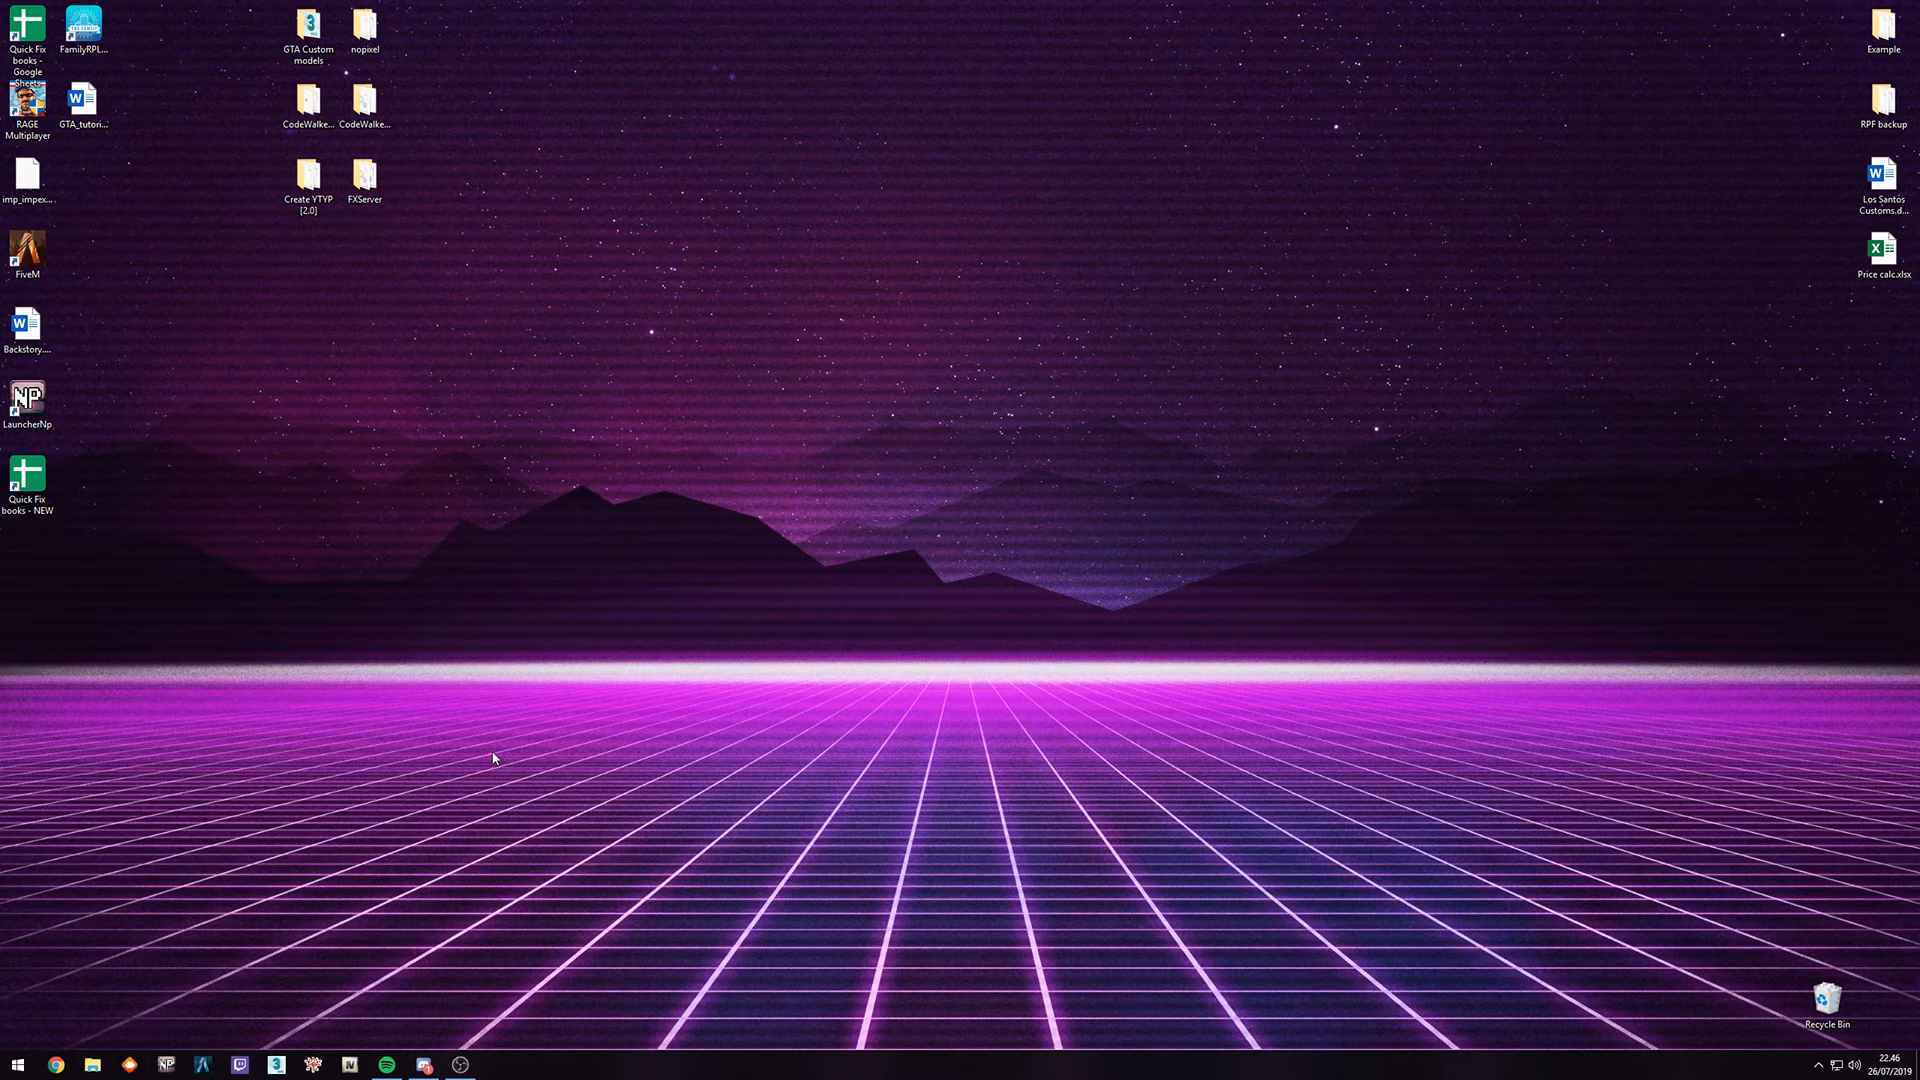 Quick Fix
books -
Google
Sheets
FamilyRPL...
GTA Custom
models
nopixel
Example
RAGE
Multiplayer
GTA_tutori...
CodeWalke...
CodeWalke...
RPF backup
imp_impex...
Create YTYP
[2.0]
FXServer
Los Santos
Customs.d...
FiveM
Price calc.xlsx
Backstory....
NP
LauncherNp
Quick Fix
books - NEW
Recycle Bin
22.46
26/07/2019